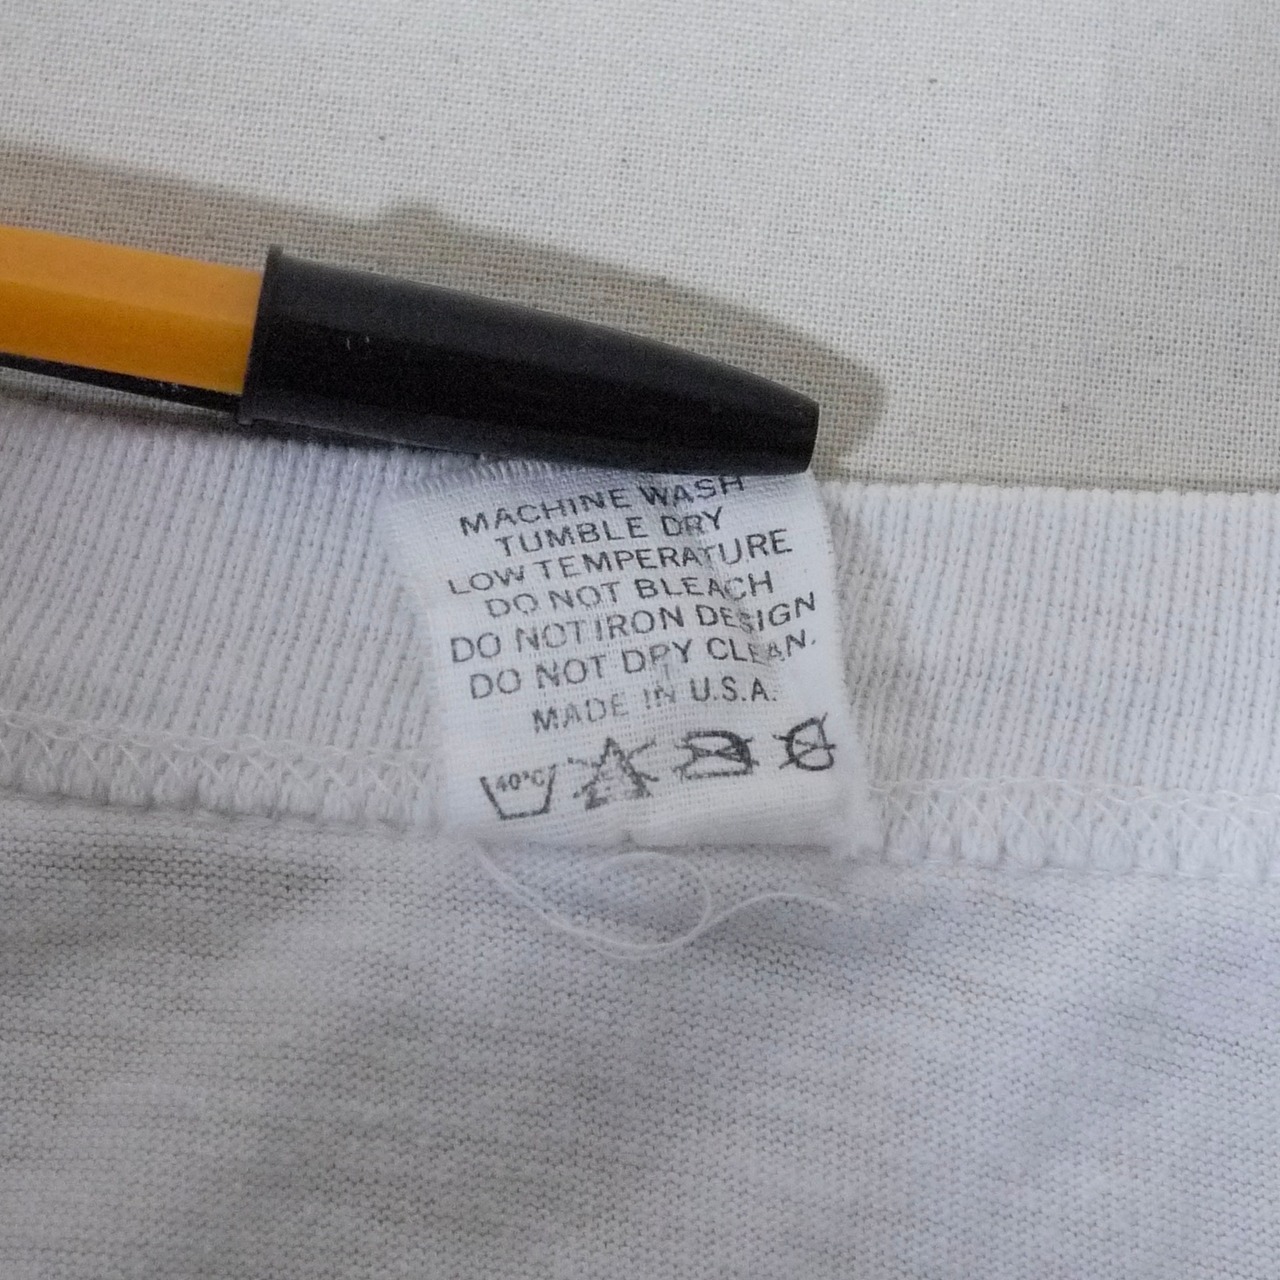 MACHINE WASH
TUMBLE DRY
LOW TEMPERATURE
DO NOT BLEACH
DO NOT IRON DESIGN
DO NOT DRY CLEAN.
MADE IN U.S.A.
40°C